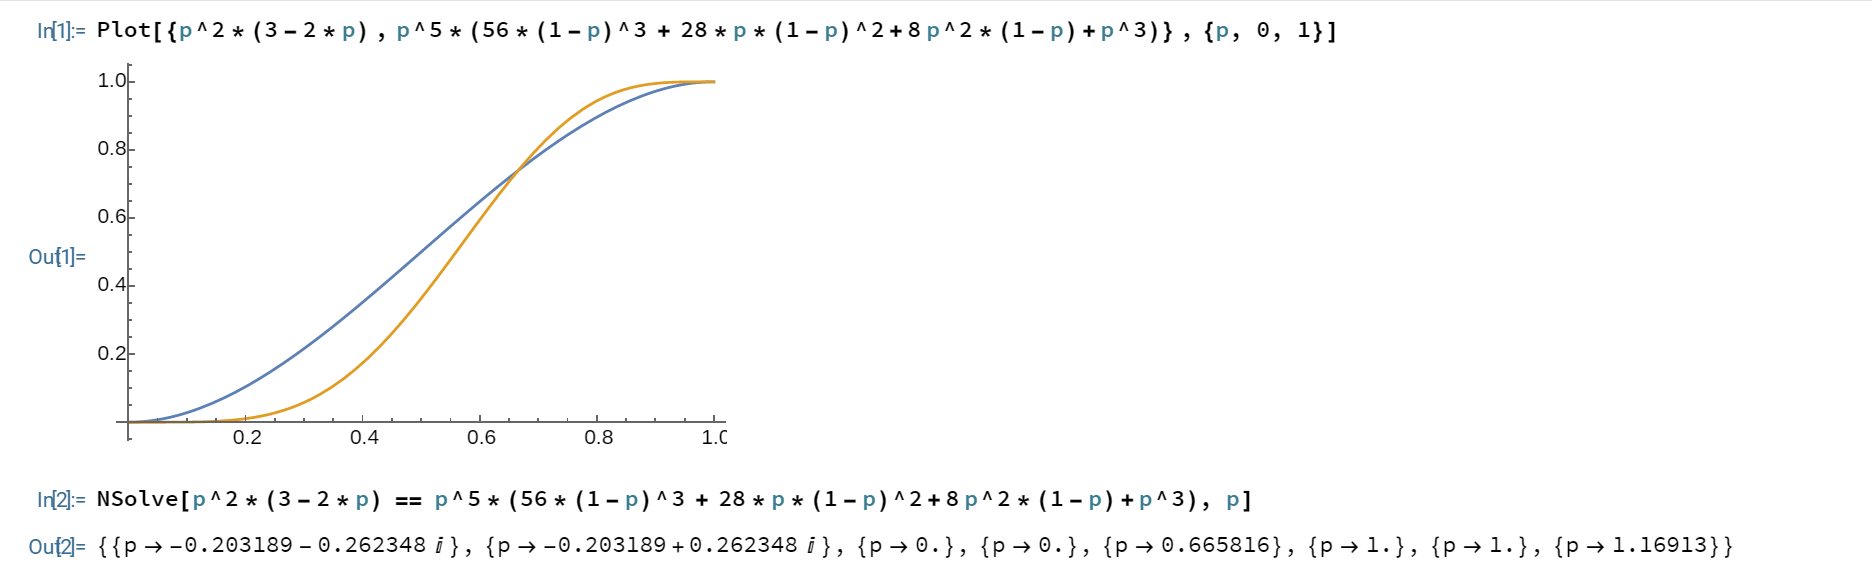 In[1]:= Plot[{p^2*(3-2*p), p^5*(56*(1-p)^3 + 28*p*(1-p)^2+8p^2*(1-p)+p^3)}, {p, 0, 1}]
1.0
0.8
0.6
Out[1]=
0.4
0.2
0.2 0.4 0.6 0.8 1.0
In[2]:= NSolve[p^2*(3-2*p) == p^5*(56*(1-p)^3 + 28*p*(1-p)^2+8p^2*(1-p)+p^3), p]
Out[2]= {{p→-0.203189-0.262348 ⅈ}, {p→-0.203189+0.262348 ⅈ}, {p→0.}, {p→0.}, {p→0.665816}, {p→1.}, {p→1.}, {p→1.16913}}